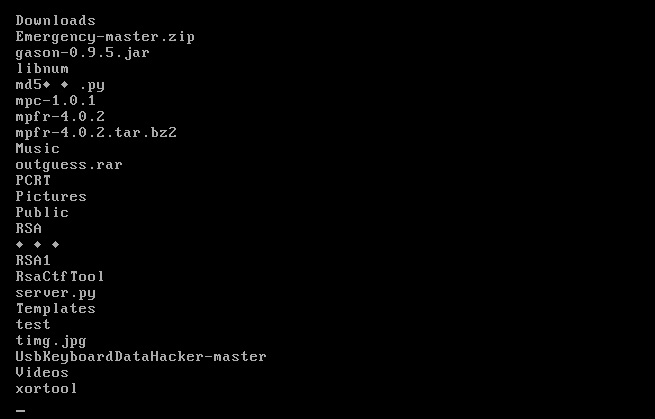 Downloads
Emergency-master.zip
gason-0.9.5.jar
libnum
md5◆ ◆ .py
mpc-1.0.1
mpfr-4.0.2
mpfr-4.0.2.tar.bz2
Music
outguess.rar
PCRT
Pictures
Public
RSA
◆ ◆ ◆
RSA1
RsaCtfTool
server.py
Templates
test
timg.jpg
UsbKeyboardDataHacker-master
Videos
xortool
_